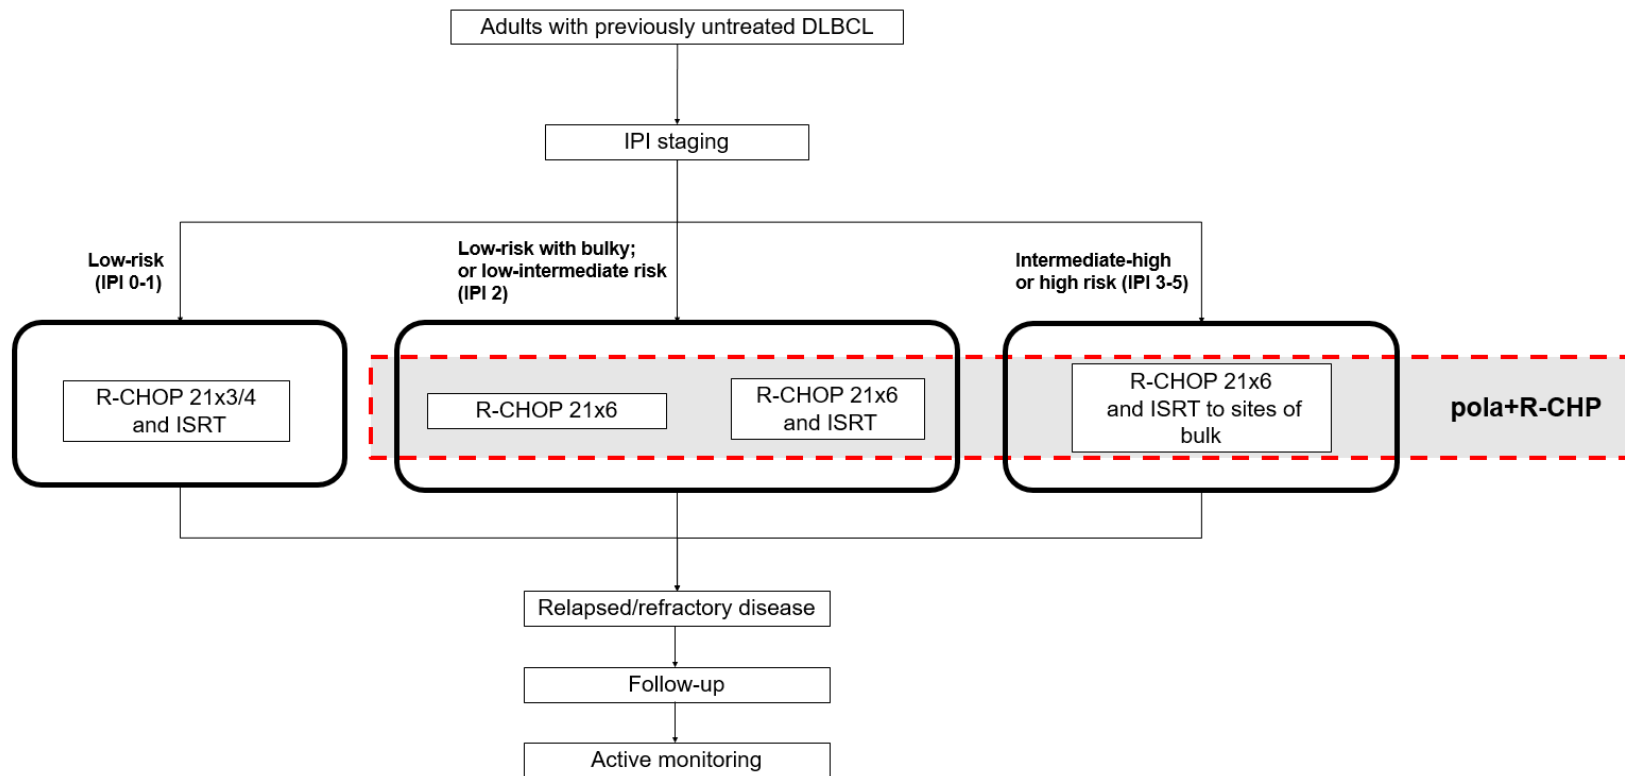 Adults with previously untreated DLBCL
IPI staging
Low-risk
(IPI 0-1)
Low-risk with bulky;
or low-intermediate risk
(IPI 2)
Intermediate-high
or high risk (IPI 3-5)
R-CHOP 21x3/4
and ISRT
R-CHOP 21x6
R-CHOP 21x6
and ISRT
R-CHOP 21x6
and ISRT to sites of
bulk
pola+R-CHP
Relapsed/refractory disease
Follow-up
Active monitoring